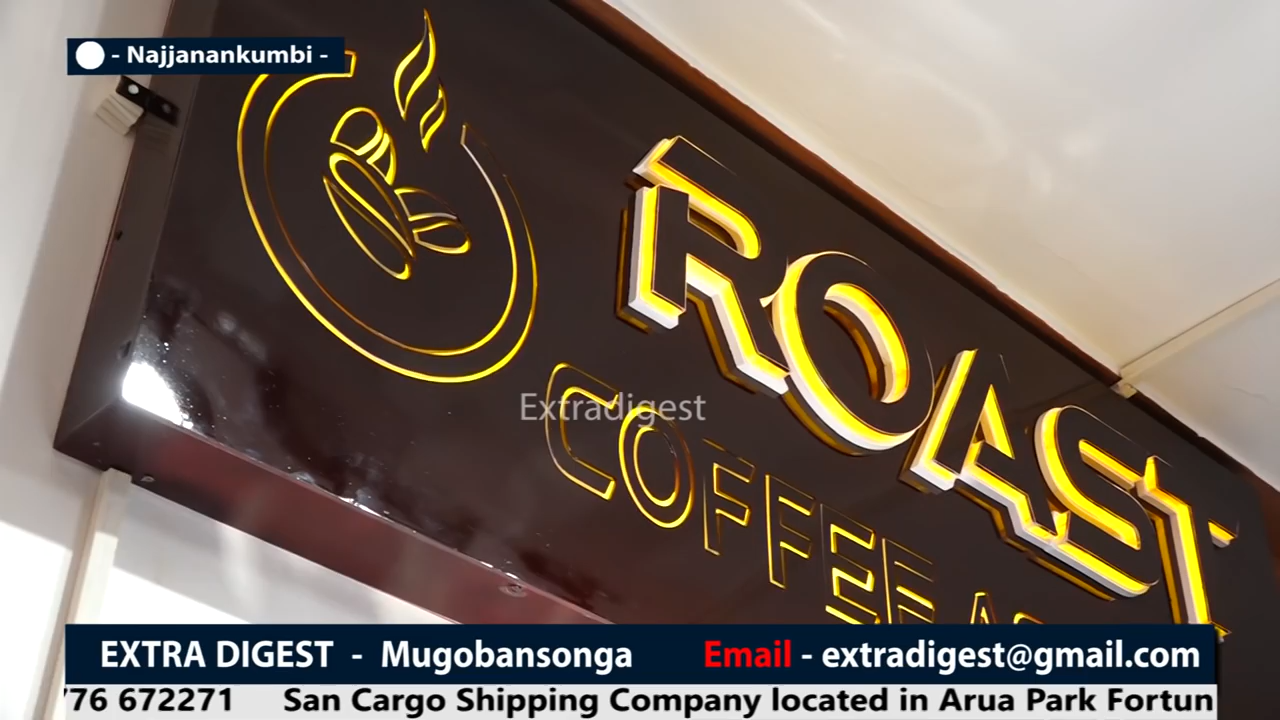 - Najjanankumbi -
ROAST
COFFEE
Extradigest
EXTRA DIGEST - Mugobansonga Email - extradigest@gmail.com
76 672271 San Cargo Shipping Company located in Arua Park Fortun